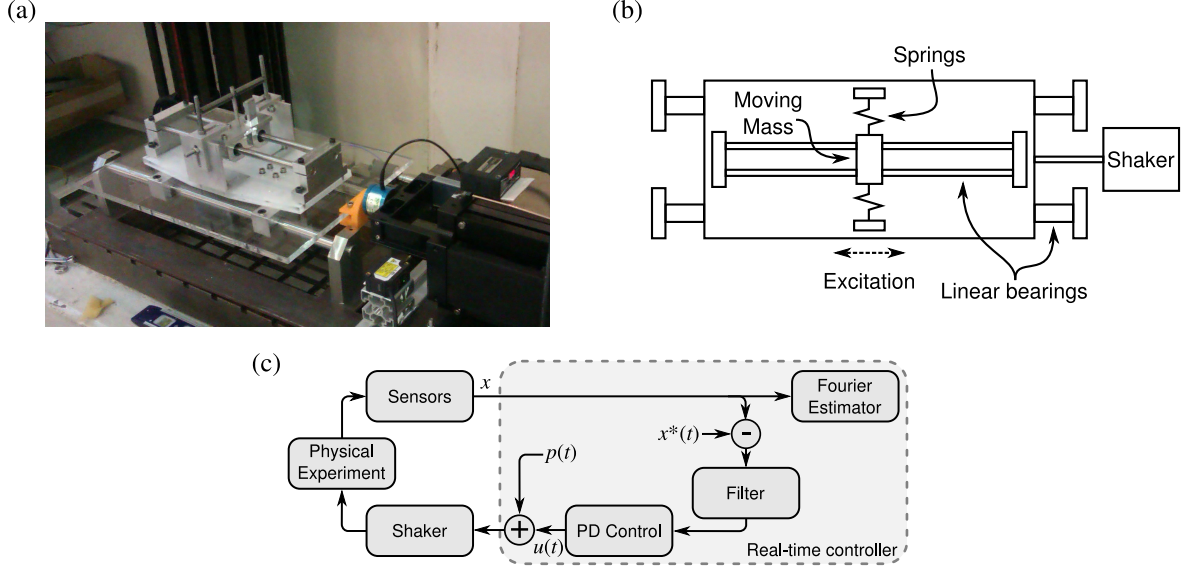 (a)
(b)
Springs
Moving
Mass
Shaker
Excitation
Linear bearings
(c)
Sensors
x
Fourier
Estimator
x*(t)
-
Physical
Experiment
p(t)
Filter
Shaker
+
u(t)
PD Control
Real-time controller